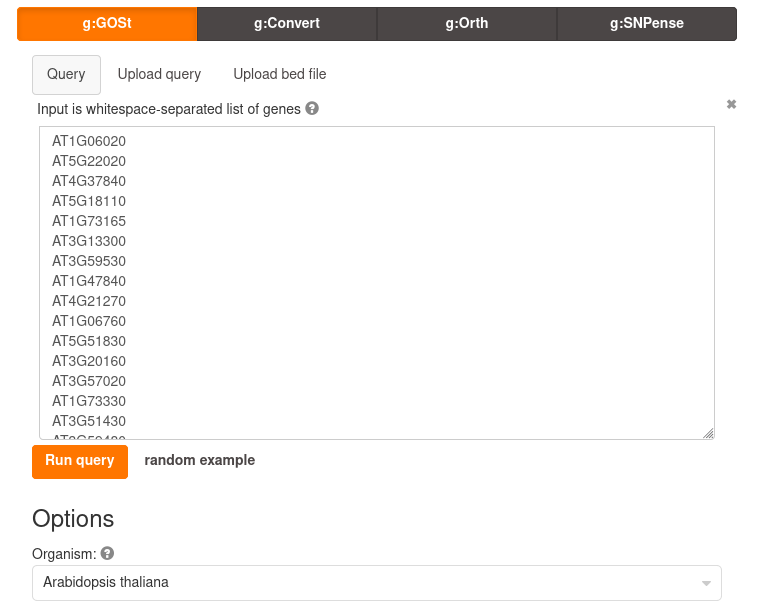 g:GOSt g:Convert g:Orth g:SNPense
Query Upload query Upload bed file
Input is whitespace-separated list of genes
AT1G06020
AT5G22020
AT4G37840
AT5G18110
AT1G73165
AT3G13300
AT3G59530
AT1G47840
AT4G21270
AT1G06760
AT5G51830
AT3G20160
AT3G57020
AT1G73330
AT3G51430
Run query random example
Options
Organism:
Arabidopsis thaliana